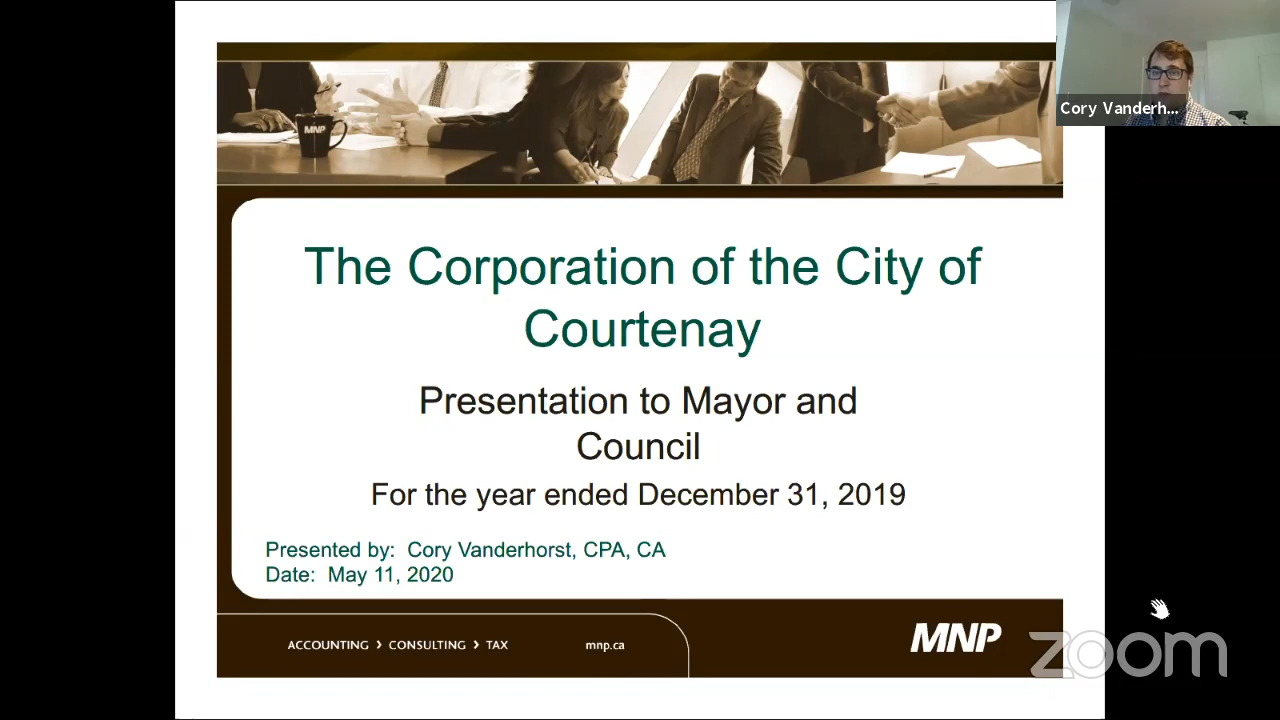 Cory Vanderh...
MNP
The Corporation of the City of
Courtenay
Presentation to Mayor and
Council
For the year ended December 31, 2019
Presented by: Cory Vanderhorst, CPA, CA
Date: May 11, 2020
ACCOUNTING › CONSULTING › TAX
mnp.ca
MNP
zoom